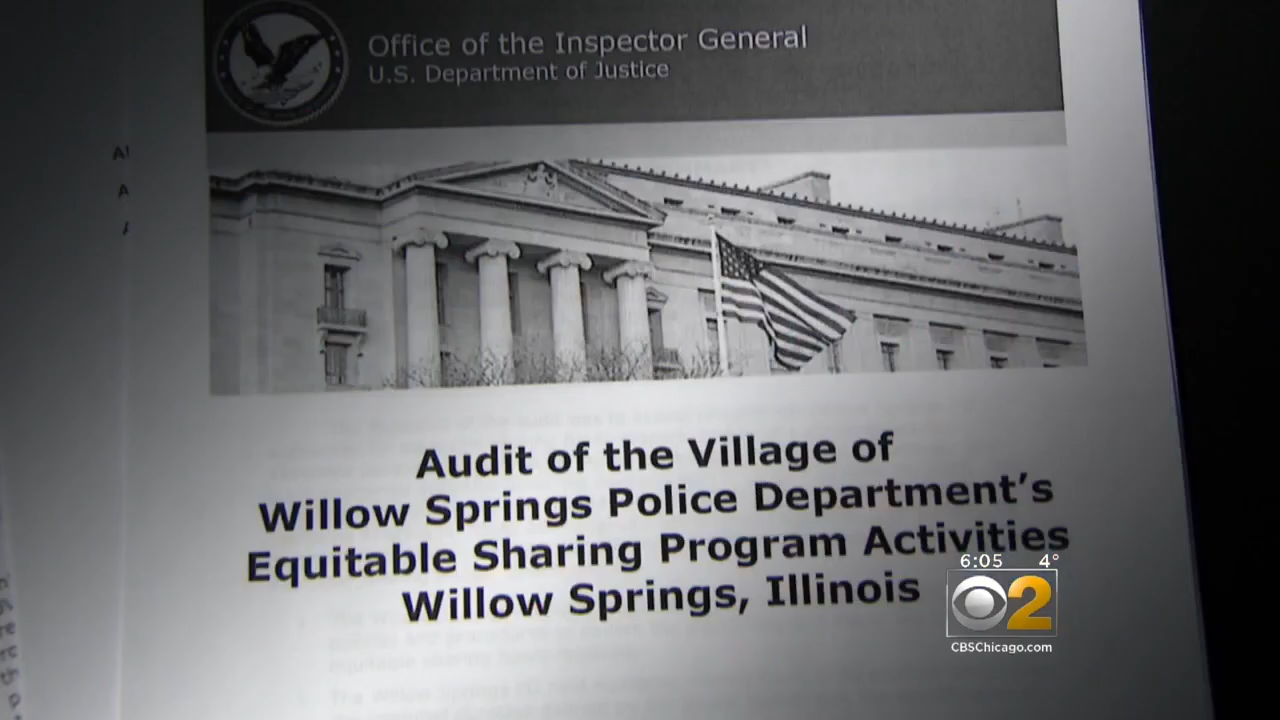 Office of the Inspector General
U.S. Department of Justice
Audit of the Village of
Willow Springs Police Department's
Equitable Sharing Program Activities
Willow Springs, Illinois
6:05 4°
2
CBSChicago.com